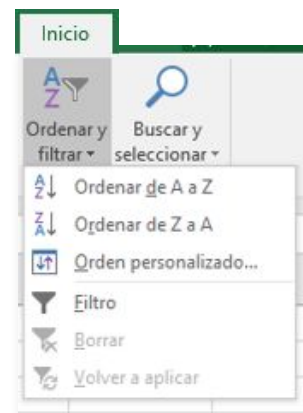 Inicio
Ordenar y Buscar y
filtrar seleccionar
Ordenar de A a Z
Ordenar de Z a A
Orden personalizado...
Filtro
Borrar
Volver a aplicar